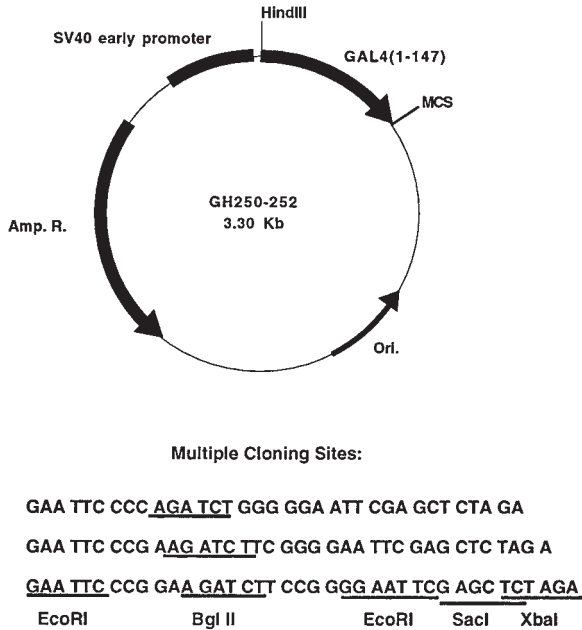 HindIII
SV40 early promoter
GAL4(1-147)
MCS
GH250-252
3.30 Kb
Amp. R.
Ori.
Multiple Cloning Sites:
GAA TTC CCC AGA TCT GGG GGA ATT CGA GCT CTA GA
GAA TTC CCG AAG ATC TTC GGG GAA TTC GAG CTC TAG A
GAA TTC CCG GAA GAT CTT CCG GGG AAT TCG AGC TCT AGA
EcoRI BgI II EcoRI SacI XbaI